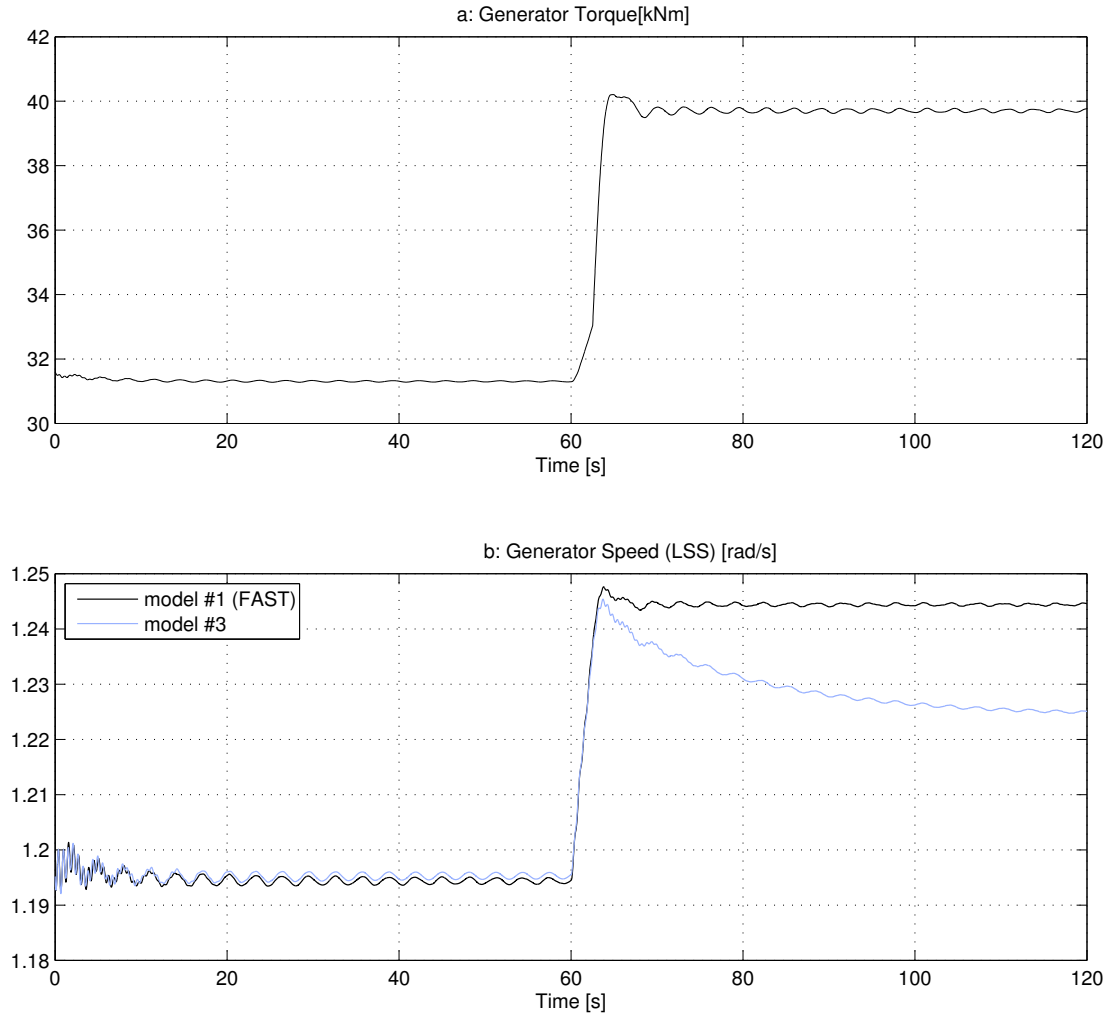 a: Generator Torque[kNm]
42
40
38
36
34
32
30
0 20 40 60 80 100 120
Time [s]
b: Generator Speed (LSS) [rad/s]
1.25
model #1 (FAST)
model #3
1.24
1.23
1.22
1.21
1.2
1.19
1.18
0 20 40 60 80 100 120
Time [s]